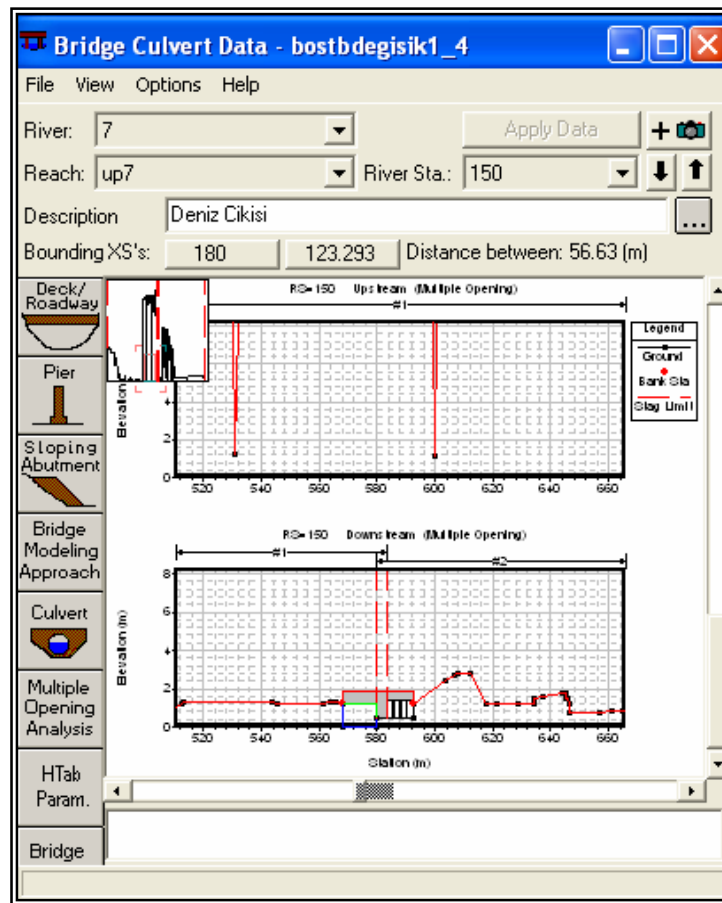 Bridge Culvert Data - bostbdegisik1_4
File View Options Help
River: 7 Apply Data
Reach: up7 River Sta.: 150
Description Deniz Cikisi ...
Bounding XS's: 180 123.293 Distance between: 56.63 (m)
Deck/
Roadway
Pier
Sloping
Abutment
Bridge
Modeling
Approach
Culvert
Multiple
Opening
Analysis
HTab
Param.
Bridge
RS=150 Upstream (Multiple Opening)
#1
Legend
Ground
Bank Sta
Stag Limit
Elevation
4
2
0
520 540 560 580 600 620 640 660
RS=150 Downstream (Multiple Opening)
#1 #2
8
6
4
2
0
Elevation (m)
520 540 560 580 600 620 640 660
Station (m)